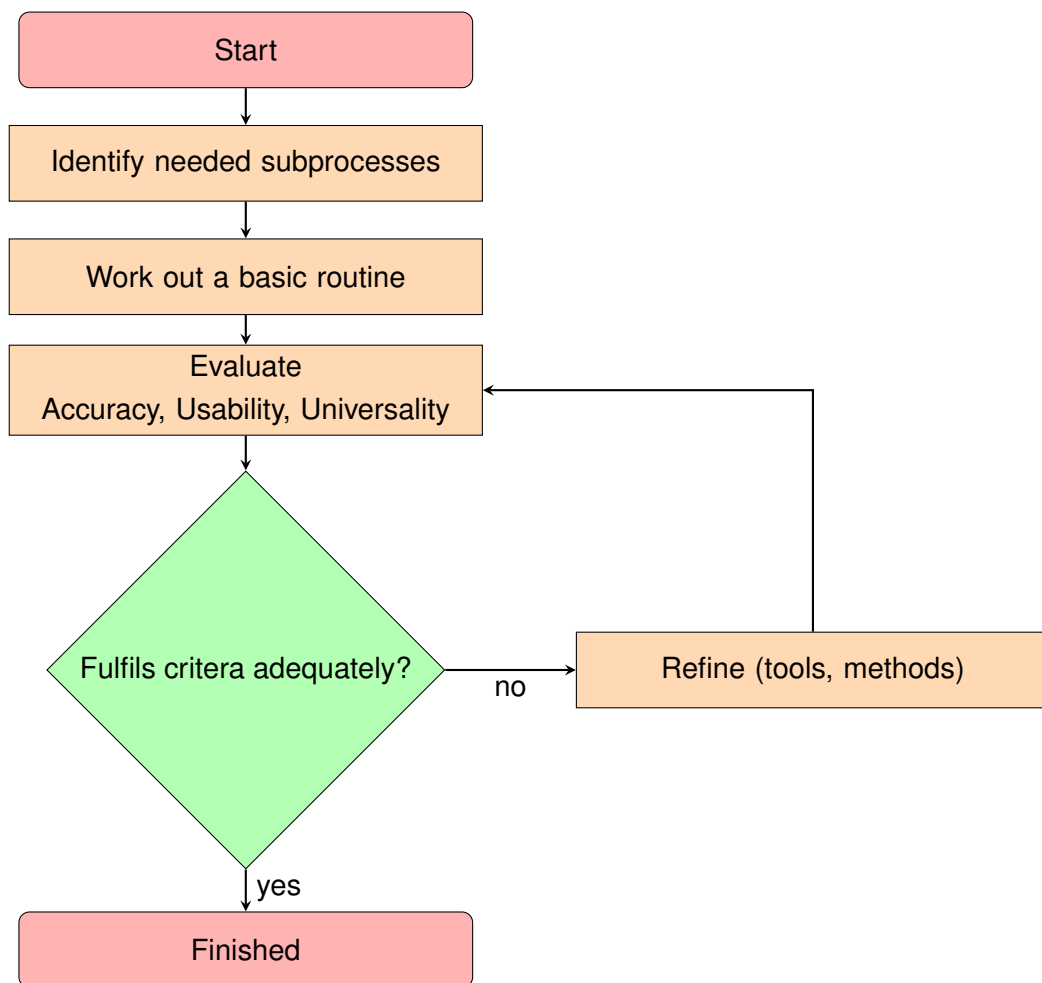 Start
Identify needed subprocesses
Work out a basic routine
Evaluate
Accuracy, Usability, Universality
Fulfils critera adequately?
no
Refine (tools, methods)
yes
Finished